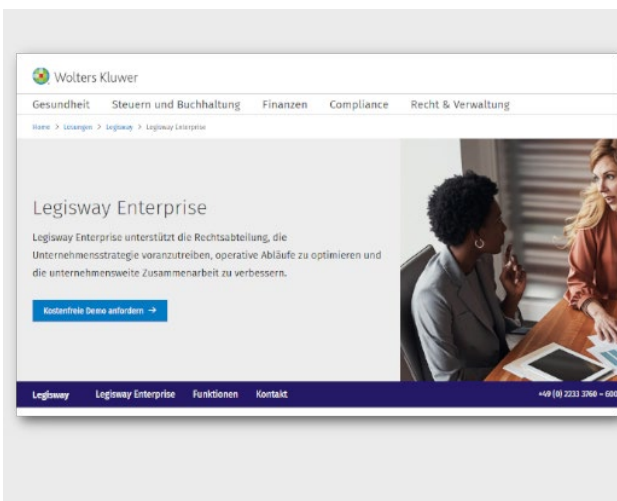 Wolters Kluwer
Gesundheit Steuern und Buchhaltung Finanzen Compliance Recht & Verwaltung
Home > Lösungen > Legisway > Legisway Enterprise
Legisway Enterprise
Legisway Enterprise unterstützt die Rechtsabteilung, die
Unternehmensstrategie voranzutreiben, operative Abläufe zu optimieren und
die unternehmensweite Zusammenarbeit zu verbessern.
Kostenfreie Demo anfordern →
Legisway Legisway Enterprise Funktionen Kontakt +49 (0) 2233 3760 – 600